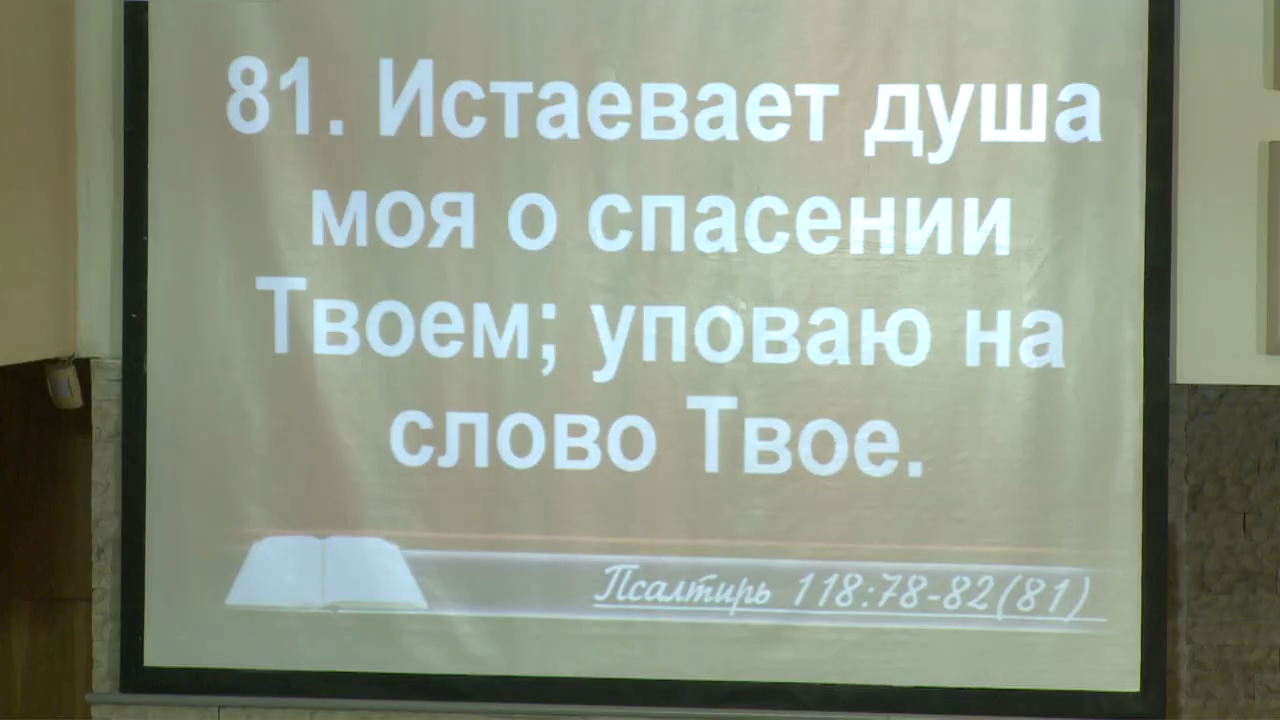 81. Истаевает душа
моя о спасении
Твоем; уповаю на
слово Твое.
Псалтирь 118:78-82(81)